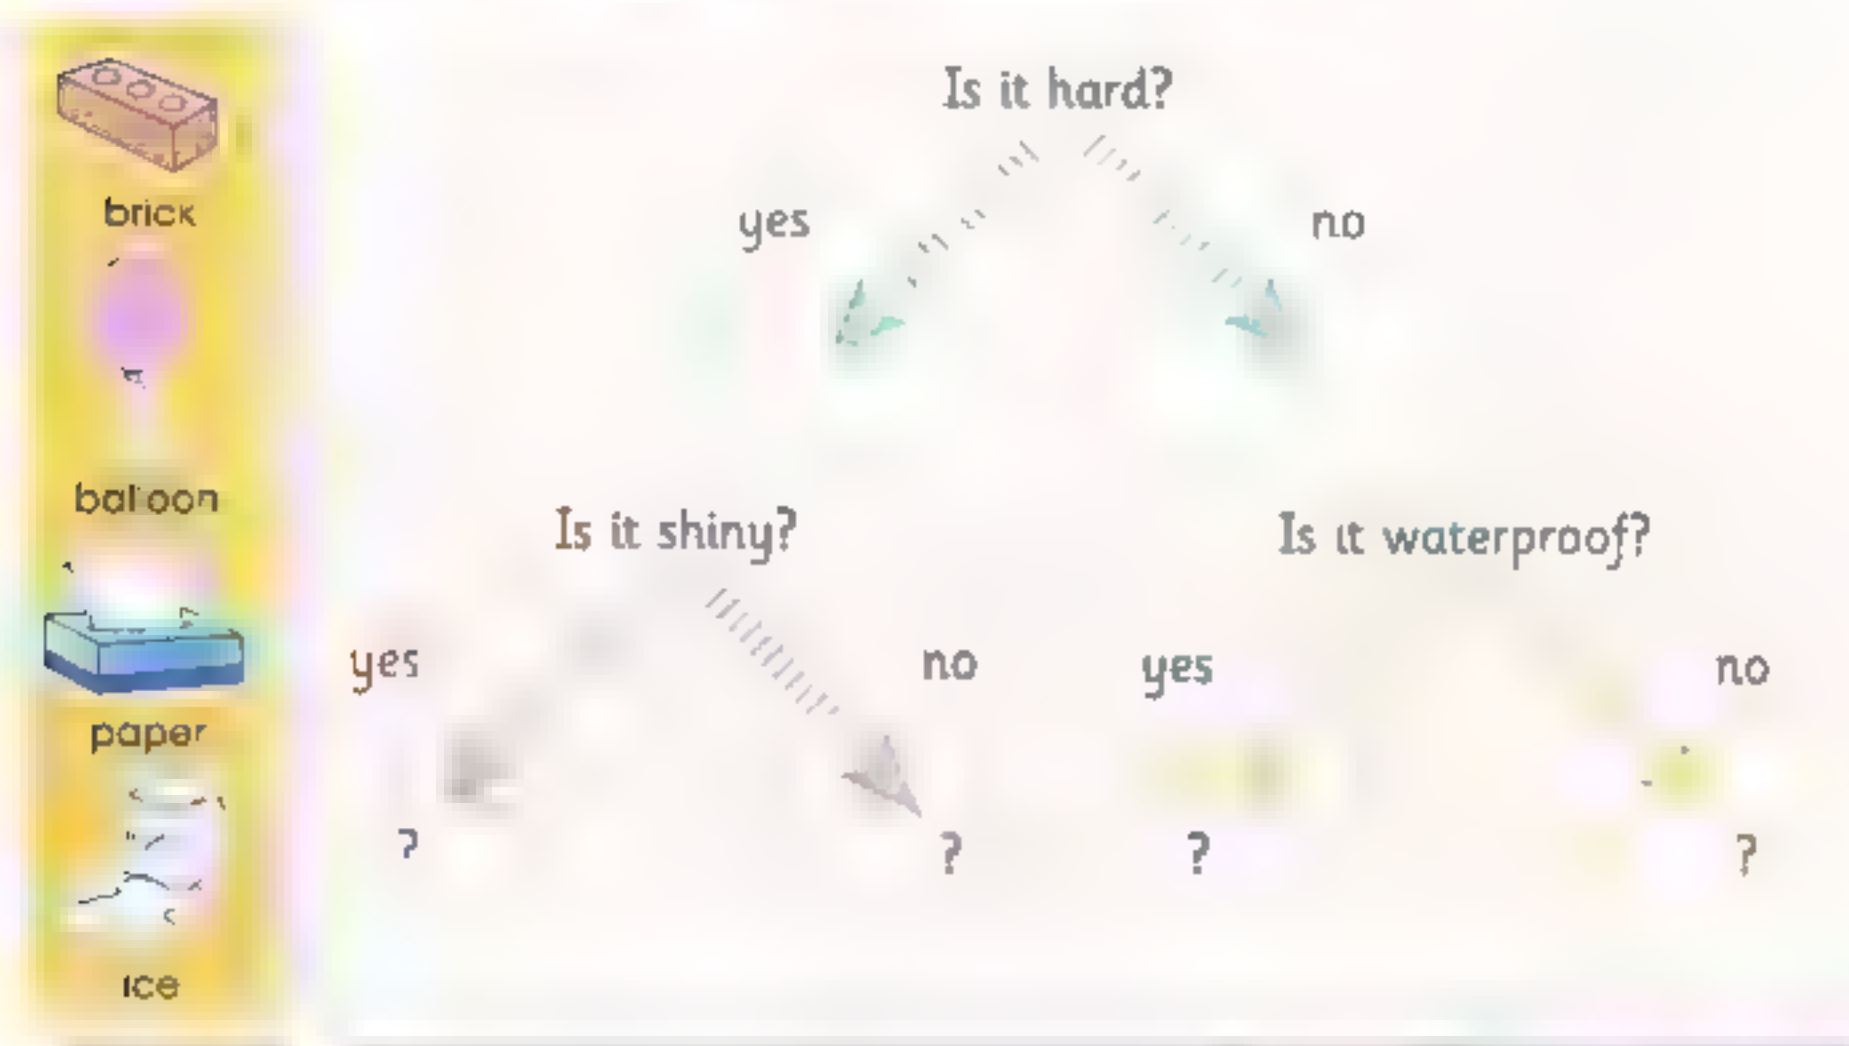 brick
balloon
paper
ice
Is it hard?
yes
no
Is it shiny?
Is it waterproof?
yes
no
yes
no
?
?
?
?